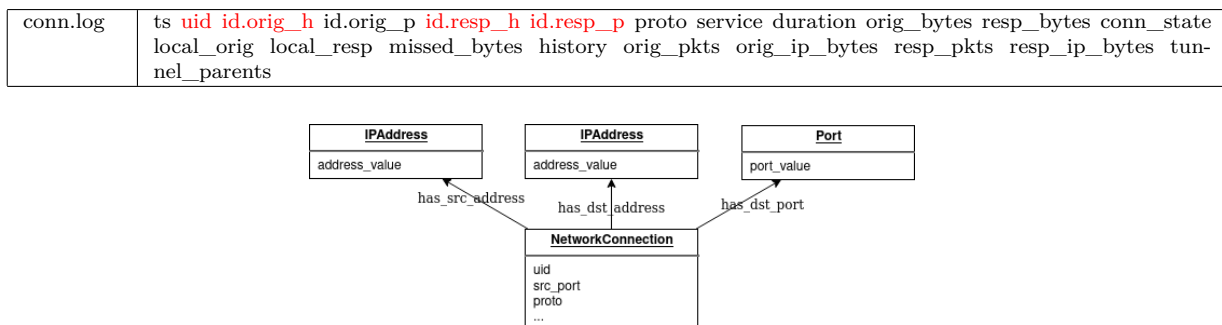 conn.log
ts uid id.orig_h id.orig_p id.resp_h id.resp_p proto service duration orig_bytes resp_bytes conn_state
local_orig local_resp missed_bytes history orig_pkts orig_ip_bytes resp_pkts resp_ip_bytes tun-
nel_parents
IPAddress
address_value
IPAddress
address_value
Port
port_value
has_src_address
has_dst_address
has_dst_port
NetworkConnection
uid
src_port
proto
...